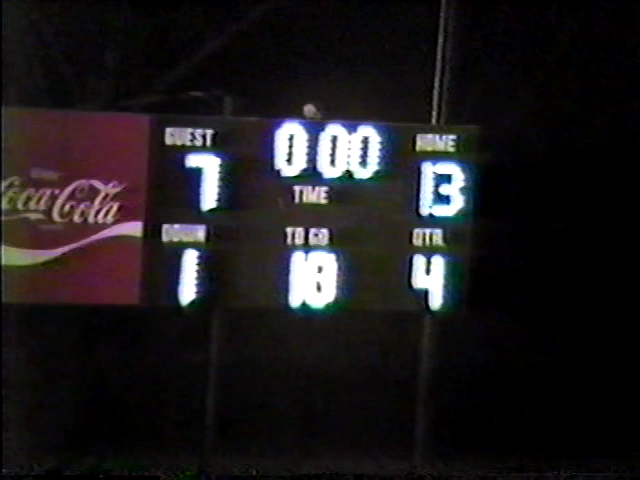 GUEST 0:00 HOME
7 TIME 13
Coca-Cola
DOWN TO GO QTR
1 10 4